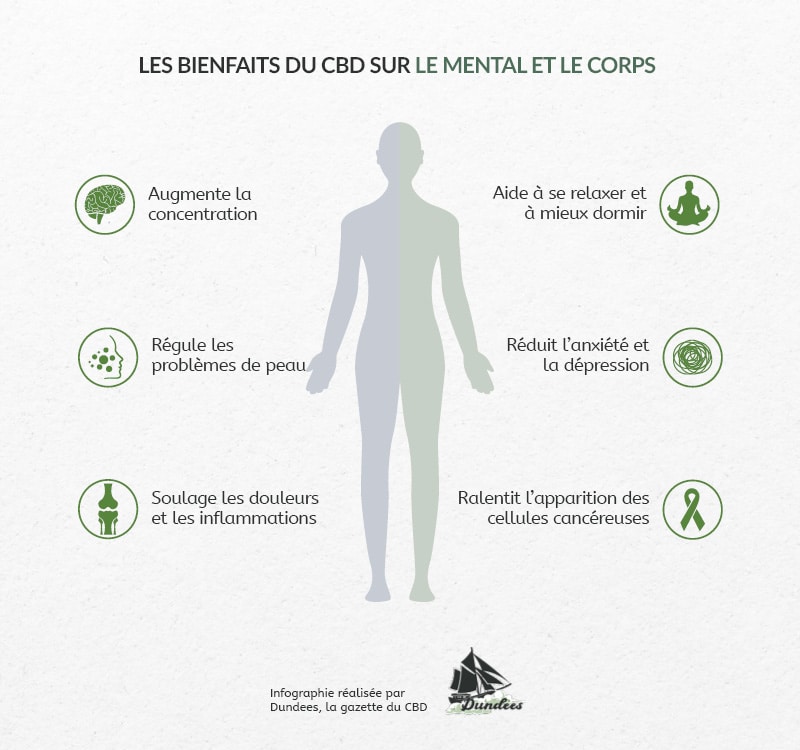 LES BIENFAITS DU CBD SUR LE MENTAL ET LE CORPS
Augmente la
concentration
Aide à se relaxer et
à mieux dormir
Régule les
problèmes de peau
Réduit l'anxiété et
la dépression
Soulage les douleurs
et les inflammations
Ralentit l'apparition des
cellules cancéreuses
Infographie réalisée par
Dundees, la gazette du CBD
Dundees